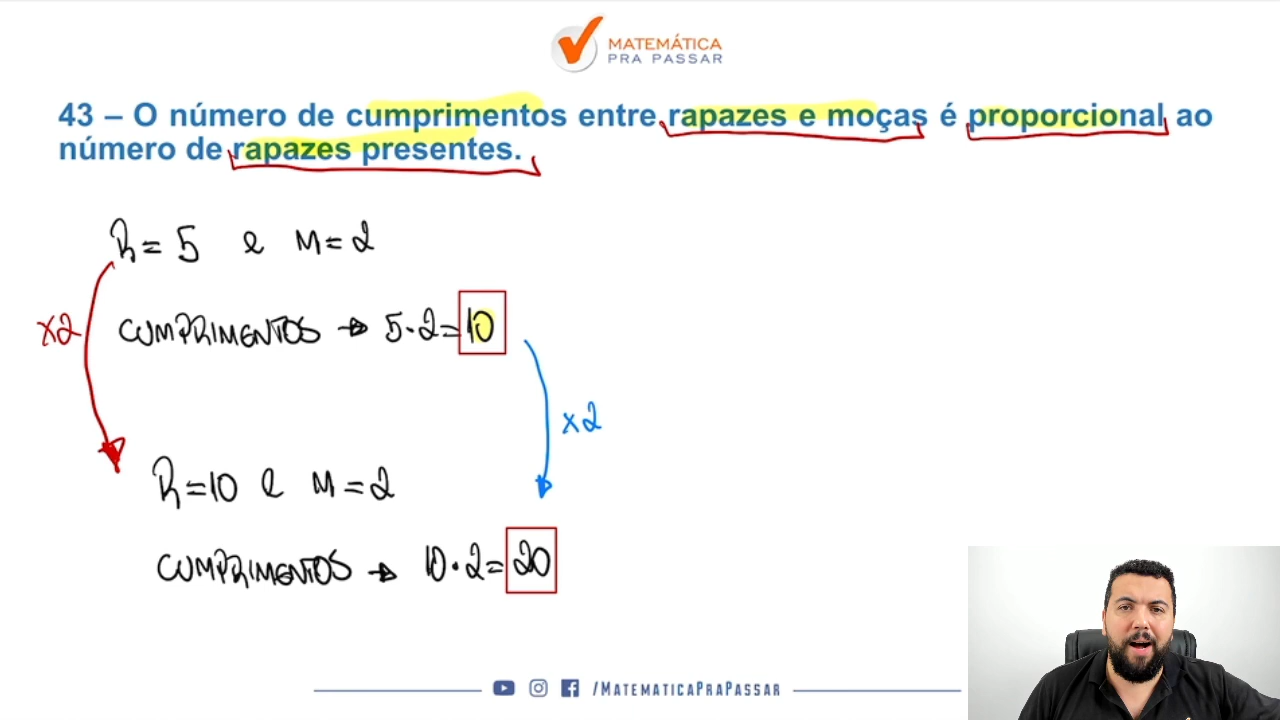 MATEMÁTICA
PRA PASSAR
43 – O número de cumprimentos entre rapazes e moças é proporcional ao
número de rapazes presentes.
R = 5 e M = 2
x2
CUMPRIMENTOS → 5 · 2 = 10
x2
R = 10 e M = 2
CUMPRIMENTOS → 10 · 2 = 20
/MATEMATICAPRAPASSAR